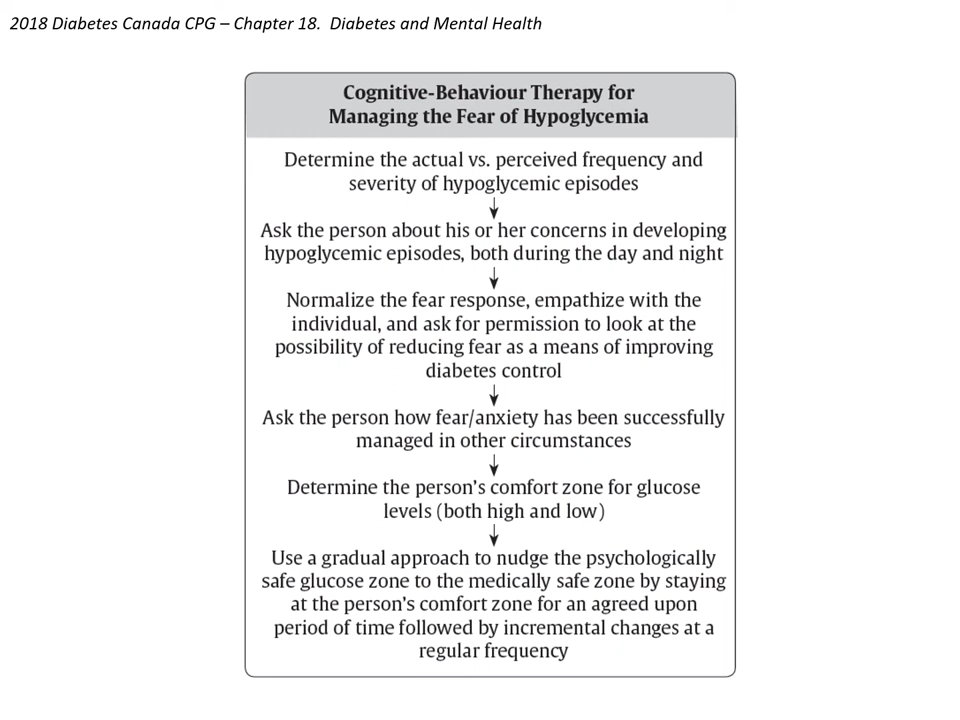 2018 Diabetes Canada CPG – Chapter 18. Diabetes and Mental Health
Cognitive-Behaviour Therapy for
Managing the Fear of Hypoglycemia
Determine the actual vs. perceived frequency and
severity of hypoglycemic episodes
Ask the person about his or her concerns in developing
hypoglycemic episodes, both during the day and night
Normalize the fear response, empathize with the
individual, and ask for permission to look at the
possibility of reducing fear as a means of improving
diabetes control
Ask the person how fear/anxiety has been successfully
managed in other circumstances
Determine the person's comfort zone for glucose
levels (both high and low)
Use a gradual approach to nudge the psychologically
safe glucose zone to the medically safe zone by staying
at the person's comfort zone for an agreed upon
period of time followed by incremental changes at a
regular frequency